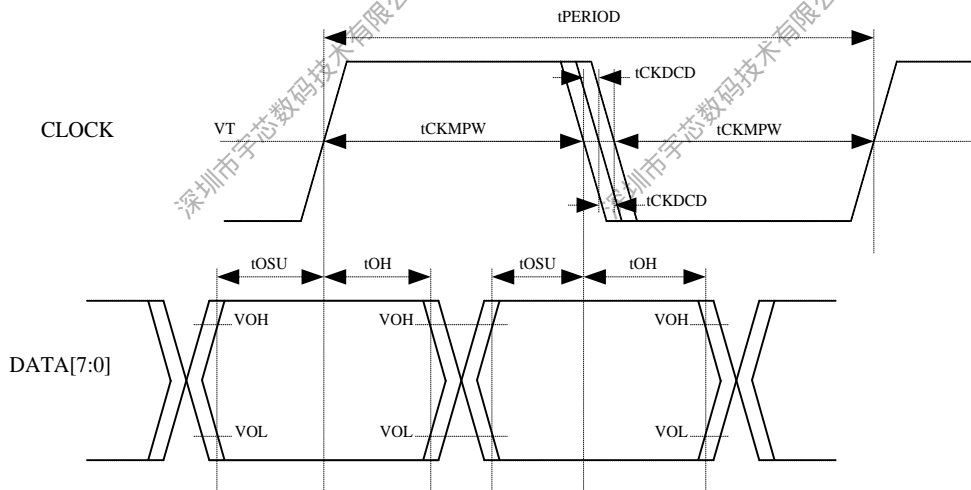 tPERIOD
tCKDCD
CLOCK
VT
tCKMPW
tCKMPW
tCKDCD
tOSU
tOH
tOSU
tOH
VOH
VOH
VOH
DATA[7:0]
VOL
VOL
VOL
深圳市宇芯数码技术有限公
深圳市宇芯数码技术有限公